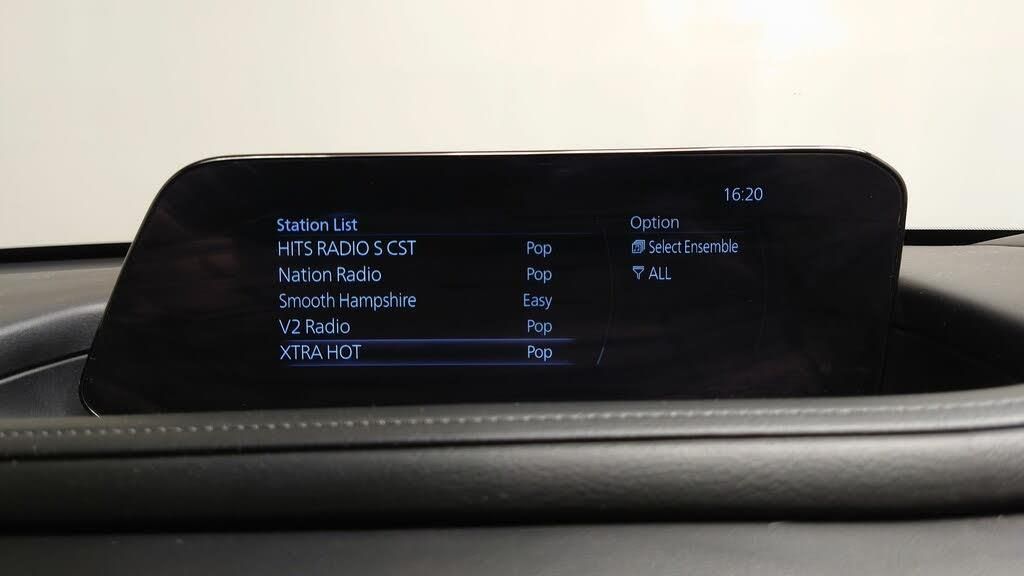 16:20
Station List
HITS RADIO S CST Pop
Nation Radio Pop
Smooth Hampshire Easy
V2 Radio Pop
XTRA HOT Pop
Option
Select Ensemble
ALL